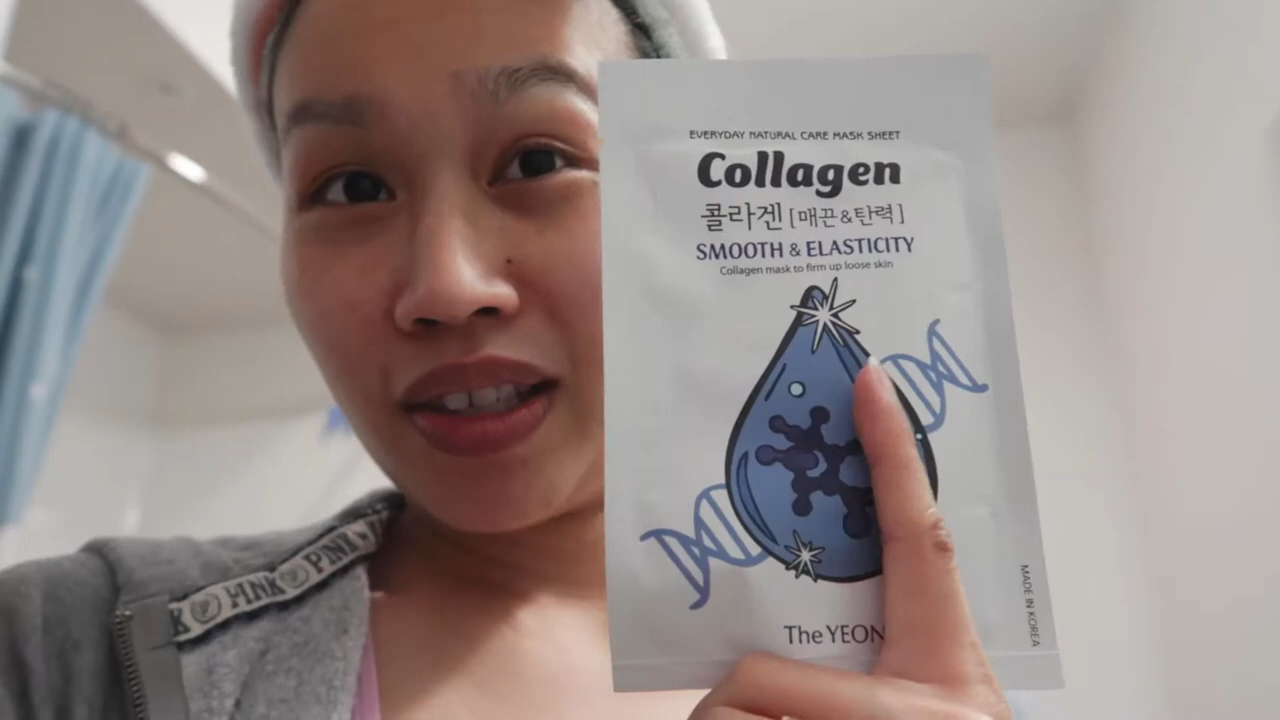 EVERYDAY NATURAL CARE MASK SHEET
Collagen
콜라겐 [매끈&탄력]
SMOOTH & ELASTICITY
Collagen mask to firm up loose skin
The YEON
MADE IN KOREA
PINK PINK